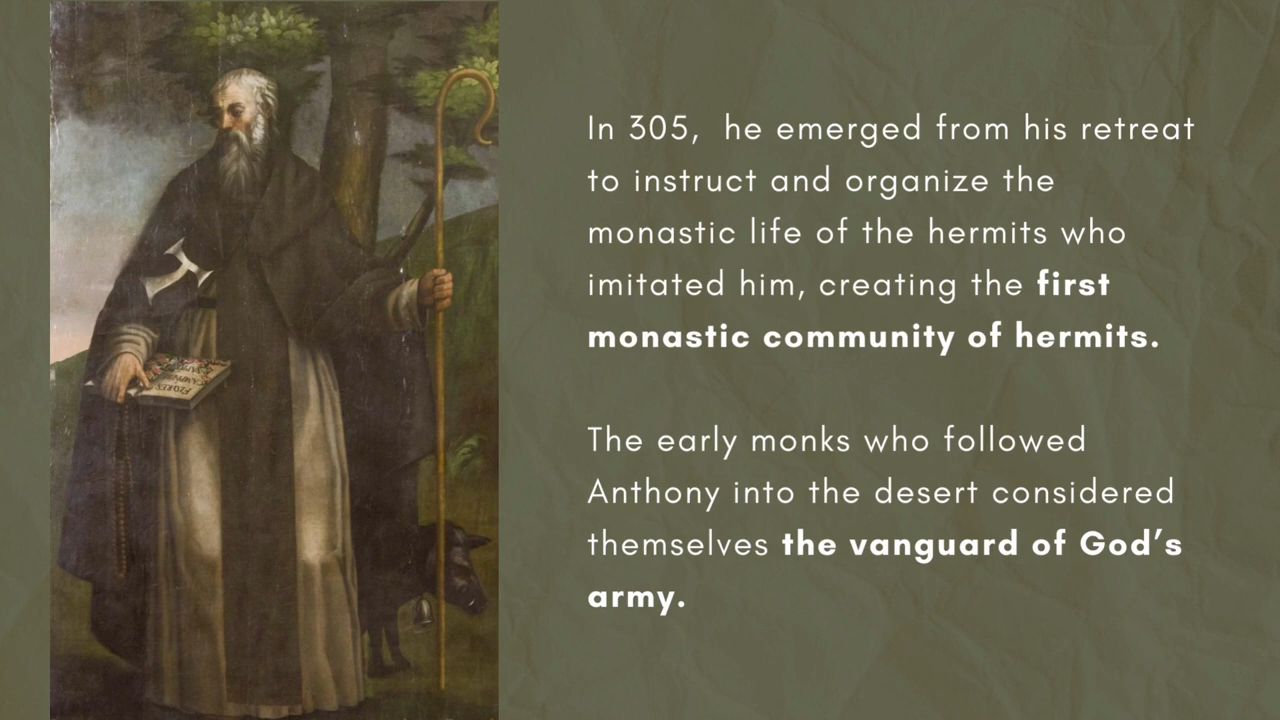 In 305, he emerged from his retreat
to instruct and organize the
monastic life of the hermits who
imitated him, creating the first
monastic community of hermits.
The early monks who followed
Anthony into the desert considered
themselves the vanguard of God’s
army.